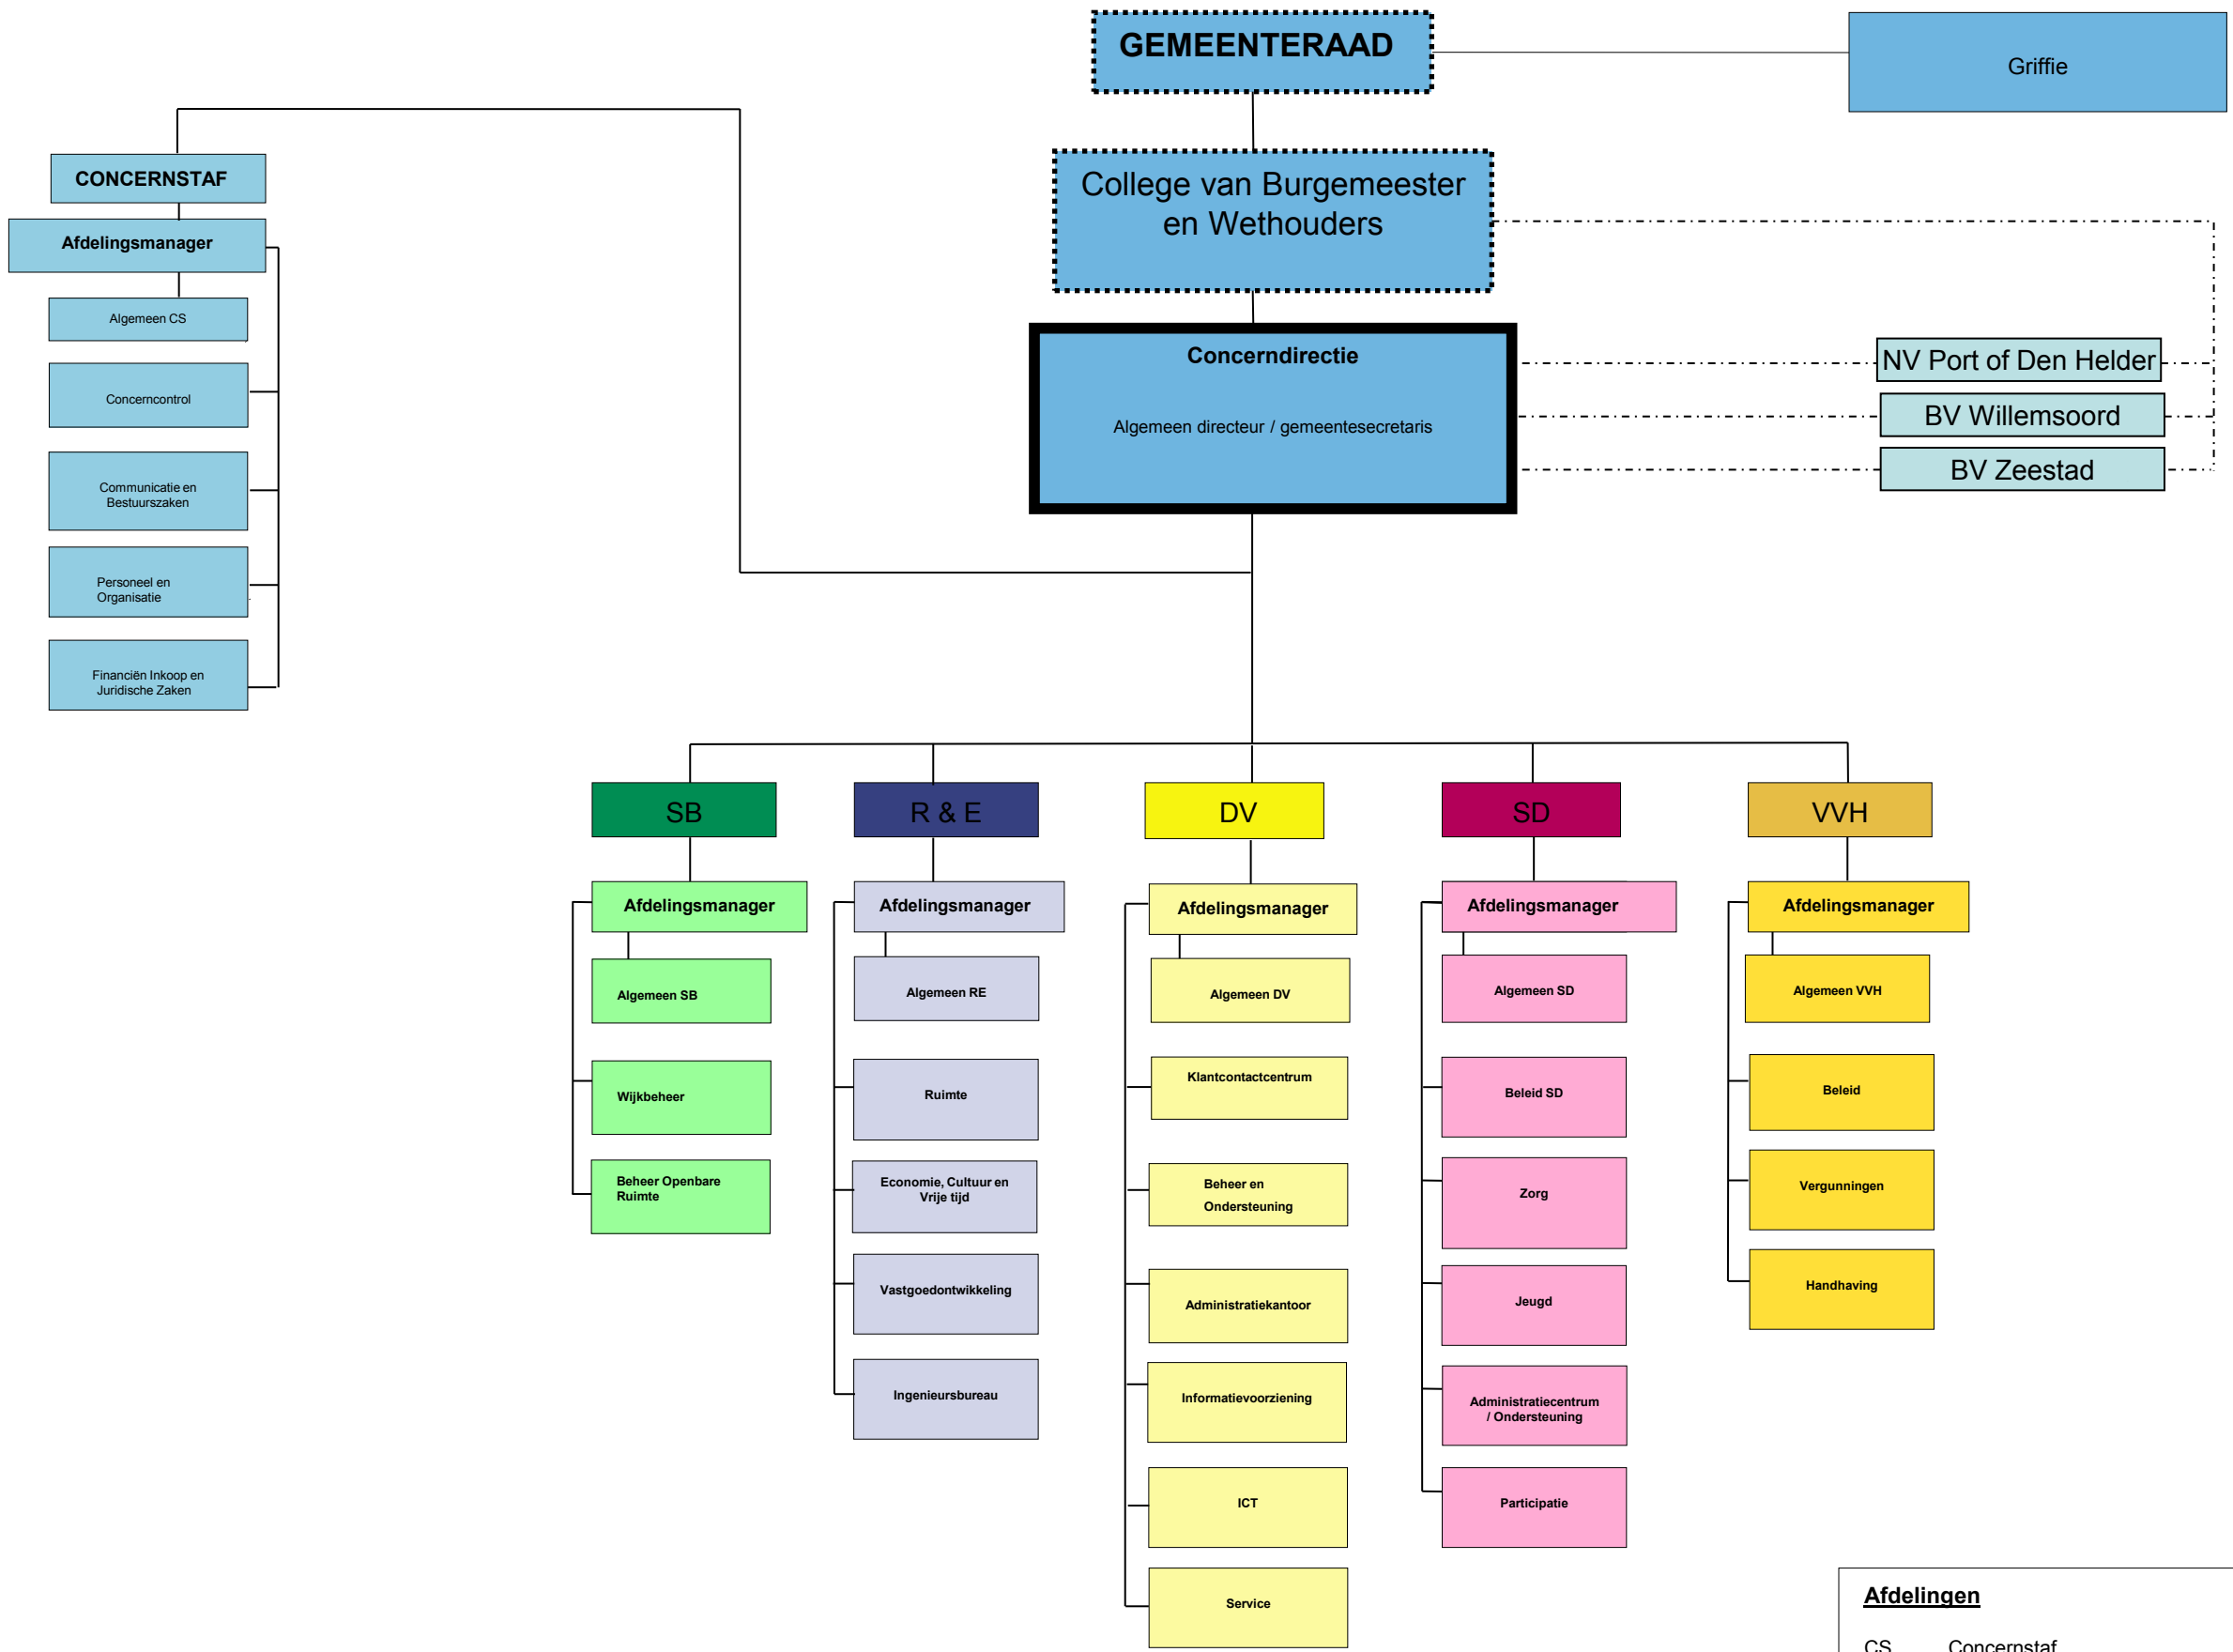 GEMEENTERAAD
Griffie
College van Burgemeester
en Wethouders
CONCERNSTAF
Afdelingsmanager
Algemeen CS
Concerncontrol
Communicatie en
Bestuurszaken
Personeel en
Organisatie
Financiën Inkoop en
Juridische Zaken
Concerndirectie
Algemeen directeur / gemeentesecretaris
NV Port of Den Helder
BV Willemsoord
BV Zeestad
SB
Afdelingsmanager
Algemeen SB
Wijkbeheer
Beheer Openbare
Ruimte
R & E
Afdelingsmanager
Algemeen RE
Ruimte
Economie, Cultuur en
Vrije tijd
Vastgoedontwikkeling
Ingenieursbureau
DV
Afdelingsmanager
Algemeen DV
Klantcontactcentrum
Beheer en
Ondersteuning
Administratiekantoor
Informatievoorziening
ICT
Service
SD
Afdelingsmanager
Algemeen SD
Beleid SD
Zorg
Jeugd
Administratiecentrum
/ Ondersteuning
Participatie
VVH
Afdelingsmanager
Algemeen VVH
Beleid
Vergunningen
Handhaving
Afdelingen
CS Concernstaf